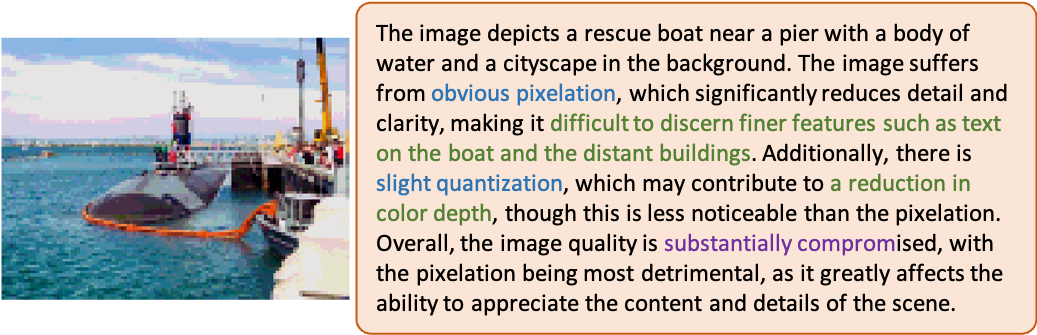 The image depicts a rescue boat near a pier with a body of
water and a cityscape in the background. The image suffers
from obvious pixelation, which significantly reduces detail and
clarity, making it difficult to discern finer features such as text
on the boat and the distant buildings. Additionally, there is
slight quantization, which may contribute to a reduction in
color depth, though this is less noticeable than the pixelation.
Overall, the image quality is substantially compromised, with
the pixelation being most detrimental, as it greatly affects the
ability to appreciate the content and details of the scene.